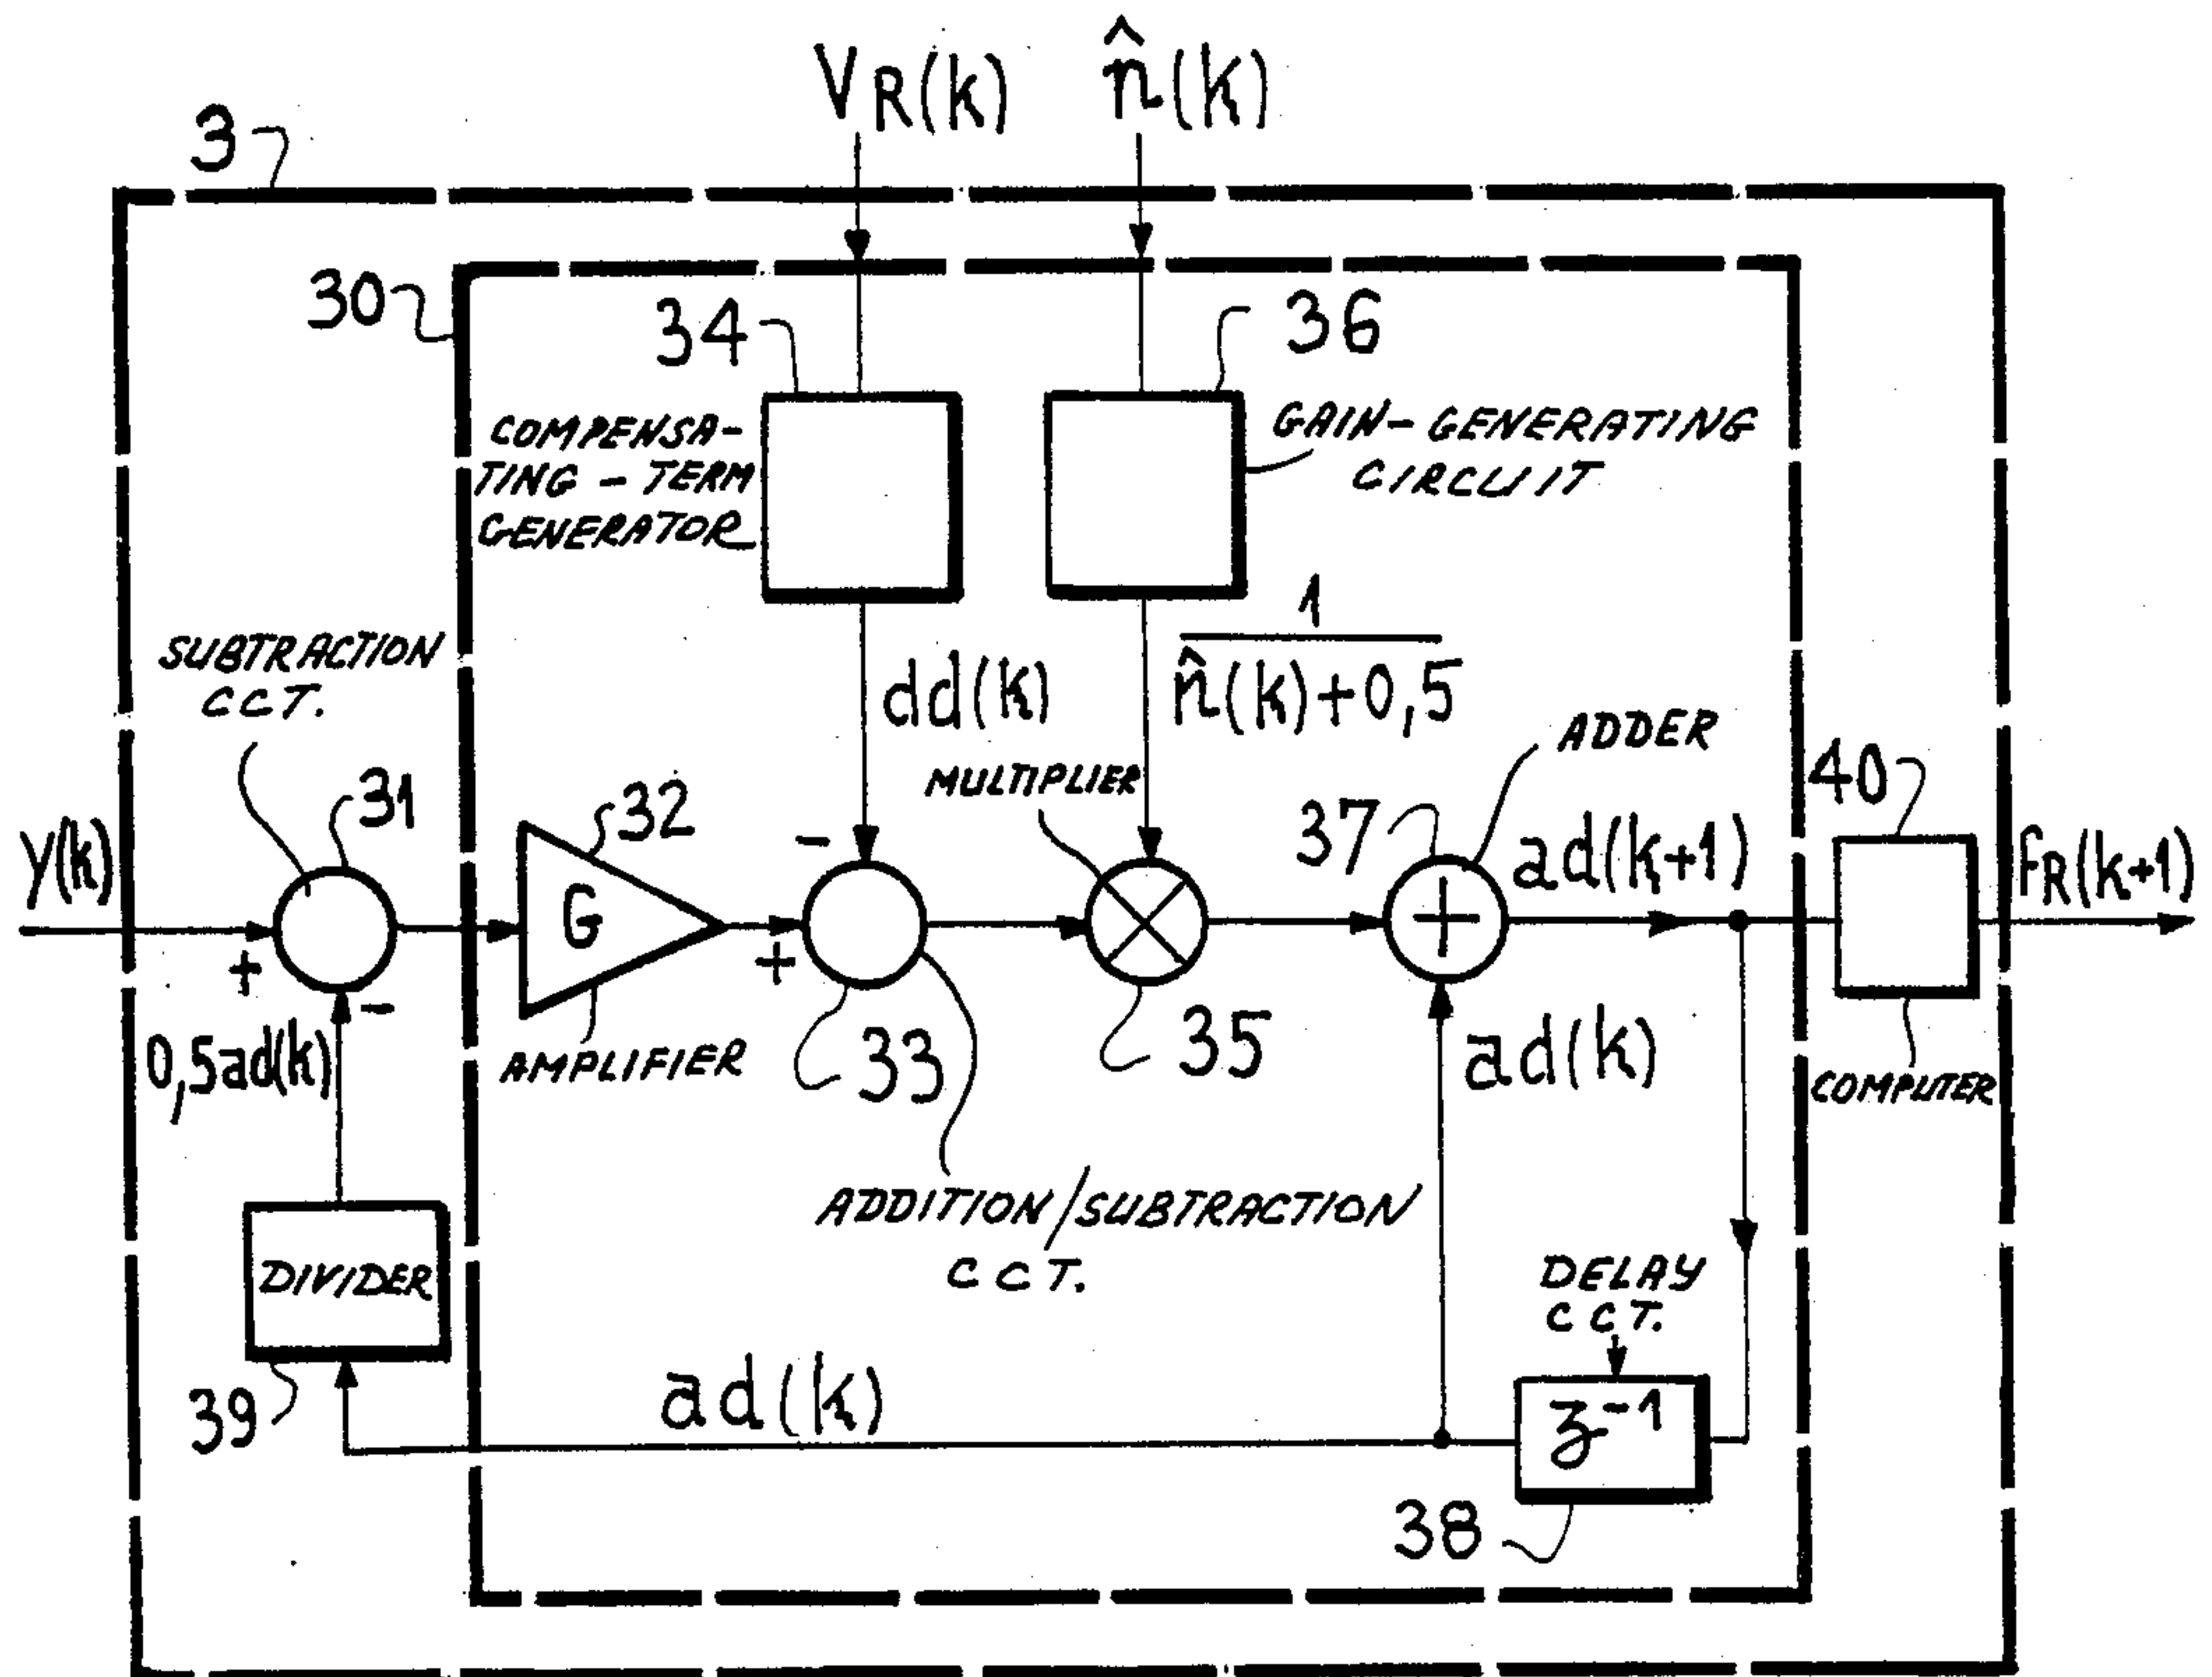 VR(k) n̂(k)
3
30
34
36
COMPENSA-
TING - TERM
GENERATOR
GAIN-GENERATING
CIRCUIT
SUBTRACTION
CCT.
dd(k)
1
n̂(k)+0,5
ADDER
MULTIPLIER
31
32
37
40
y(k)
G
ad(k+1)
fR(k+1)
+
-
+
-
+
0,5ad(k)
AMPLIFIER
33
35
ad(k)
COMPUTER
ADDITION/SUBTRACTION
CCT.
DIVIDER
DELAY
CCT.
39
ad(k)
z-1
38